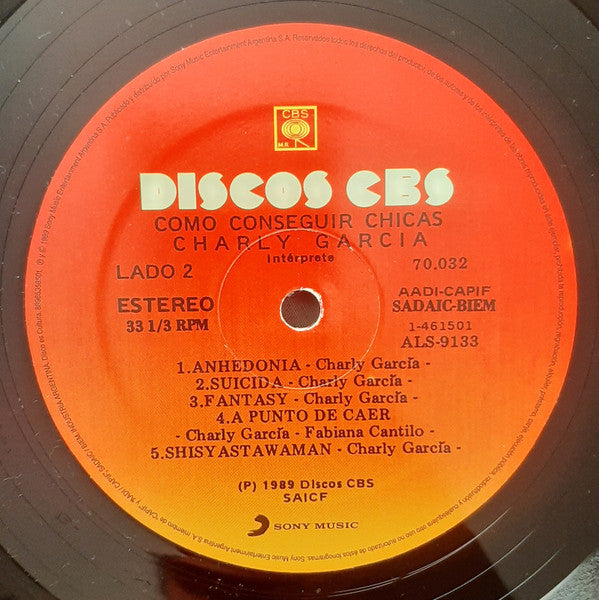 CBS
M.R.
DISCOS CBS
COMO CONSEGUIR CHICAS
CHARLY GARCIA
Intérprete
LADO 2
70.032
ESTEREO
33 1/3 RPM
AADI-CAPIF
SADAIC-BIEM
1-461501
ALS-9133
1.ANHEDONIA - Charly García -
2.SUICIDA - Charly García -
3.FANTASY - Charly García -
4.A PUNTO DE CAER
- Charly García - Fabiana Cantilo -
5.SHISYASTAWAMAN - Charly García -
(P) 1989 Discos CBS
SAICF
SONY MUSIC